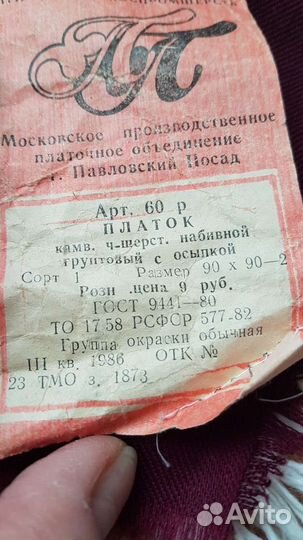 ПП
Московское производственное
платочное объединение
г. Павловский Посад
Арт. 60 р
ПЛАТОК
камв. ч-шерст. набивной
грунтовый с осыпкой
Сорт 1 Размер 90 х 90—2
Розн .цена 9 руб.
ГОСТ 9441—80
ТО 17.58 РСФСР 577-82
Группа окраски обычная
III кв. 1986 ОТК №
23 ТМО з. 1873
Avito